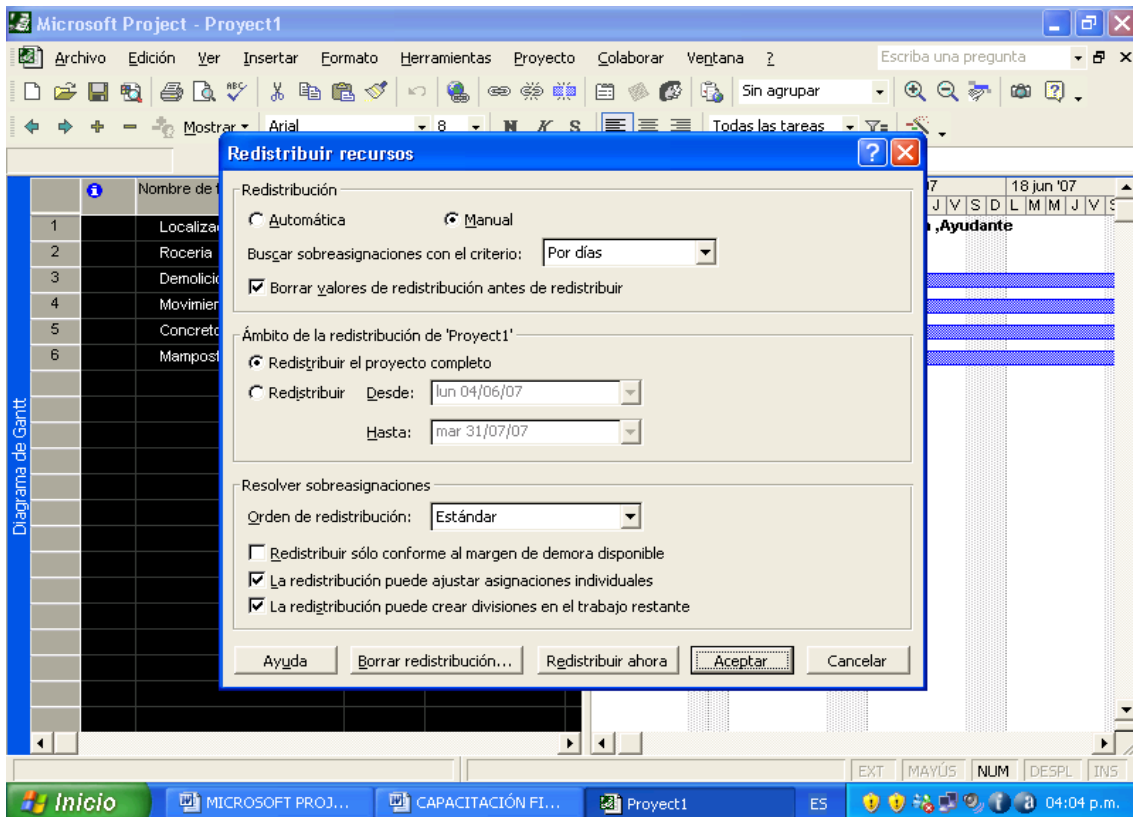 Microsoft Project - Proyect1
Archivo Edición Ver Insertar Formato Herramientas Proyecto Colaborar Ventana ?
Escriba una pregunta
Sin agrupar
Mostrar Arial 8 N K S Todas las tareas
Redistribuir recursos
Nombre de
18 jun '07
J V S D L M M J V
1 Localiza
,Ayudante
2 Roceria
3 Demolici
4 Movimier
5 Concreto
6 Mampost
Diagrama de Gantt
Redistribución
Automática Manual
Buscar sobreasignaciones con el criterio: Por días
Borrar valores de redistribución antes de redistribuir
Ámbito de la redistribución de 'Proyect1'
Redistribuir el proyecto completo
Redistribuir Desde: lun 04/06/07
Hasta: mar 31/07/07
Resolver sobreasignaciones
Orden de redistribución: Estándar
Redistribuir sólo conforme al margen de demora disponible
La redistribución puede ajustar asignaciones individuales
La redistribución puede crear divisiones en el trabajo restante
Ayuda Borrar redistribución... Redistribuir ahora Aceptar Cancelar
EXT MAYÚS NUM DESPL INS
Inicio MICROSOFT PROJ... CAPACITACIÓN FI... Proyect1 ES 04:04 p.m.